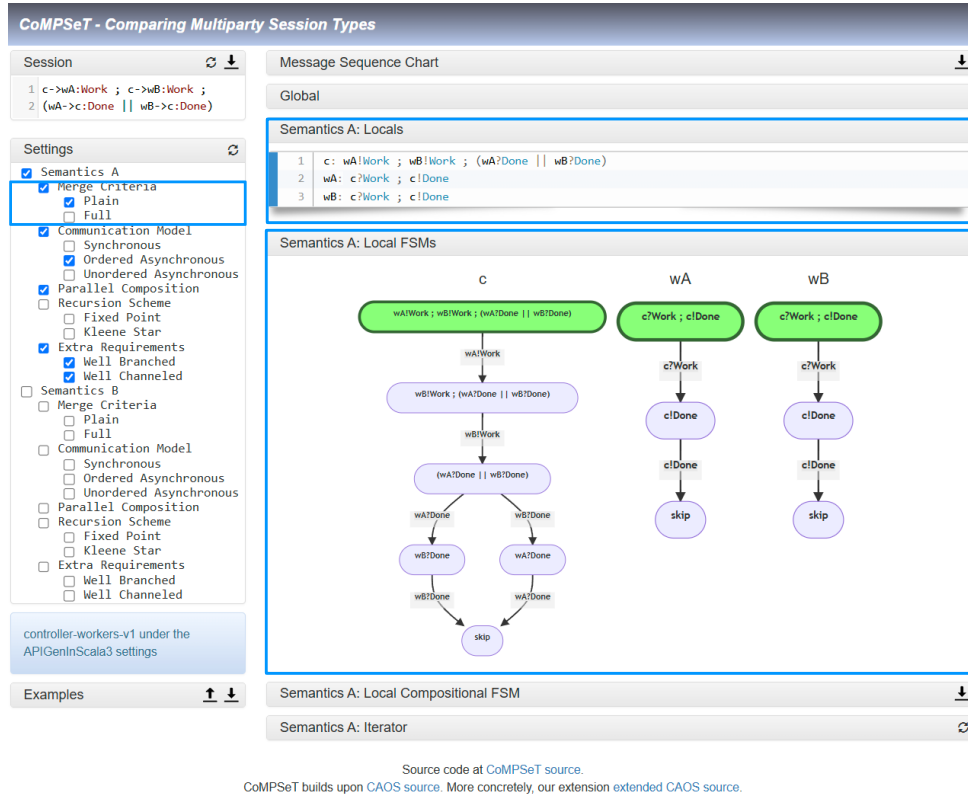 CoMPSeT - Comparing Multiparty Session Types
Session
1 c->wA:Work ; c->wB:Work ;
2 (wA->c:Done || wB->c:Done)
Settings
Semantics A
Merge Criteria
Plain
Full
Communication Model
Synchronous
Ordered Asynchronous
Unordered Asynchronous
Parallel Composition
Recursion Scheme
Fixed Point
Kleene Star
Extra Requirements
Well Branched
Well Channeled
Semantics B
Merge Criteria
Plain
Full
Communication Model
Synchronous
Ordered Asynchronous
Unordered Asynchronous
Parallel Composition
Recursion Scheme
Fixed Point
Kleene Star
Extra Requirements
Well Branched
Well Channeled
controller-workers-v1 under the
APIGenInScala3 settings
Examples
Message Sequence Chart
Global
Semantics A: Locals
1 c: wA!Work ; wB!Work ; (wA?Done || wB?Done)
2 wA: c?Work ; c!Done
3 wB: c?Work ; c!Done
Semantics A: Local FSMs
c
wA!Work ; wB!Work ; (wA?Done || wB?Done)
wA!Work
wB!Work ; (wA?Done || wB?Done)
wB!Work
(wA?Done || wB?Done)
wA?Done wB?Done
wB?Done wA?Done
wB?Done wA?Done
skip
wA
c?Work ; c!Done
c?Work
c!Done
c!Done
skip
wB
c?Work ; c!Done
c?Work
c!Done
c!Done
skip
Semantics A: Local Compositional FSM
Semantics A: Iterator
Source code at CoMPSeT source.
CoMPSeT builds upon CAOS source. More concretely, our extension extended CAOS source.